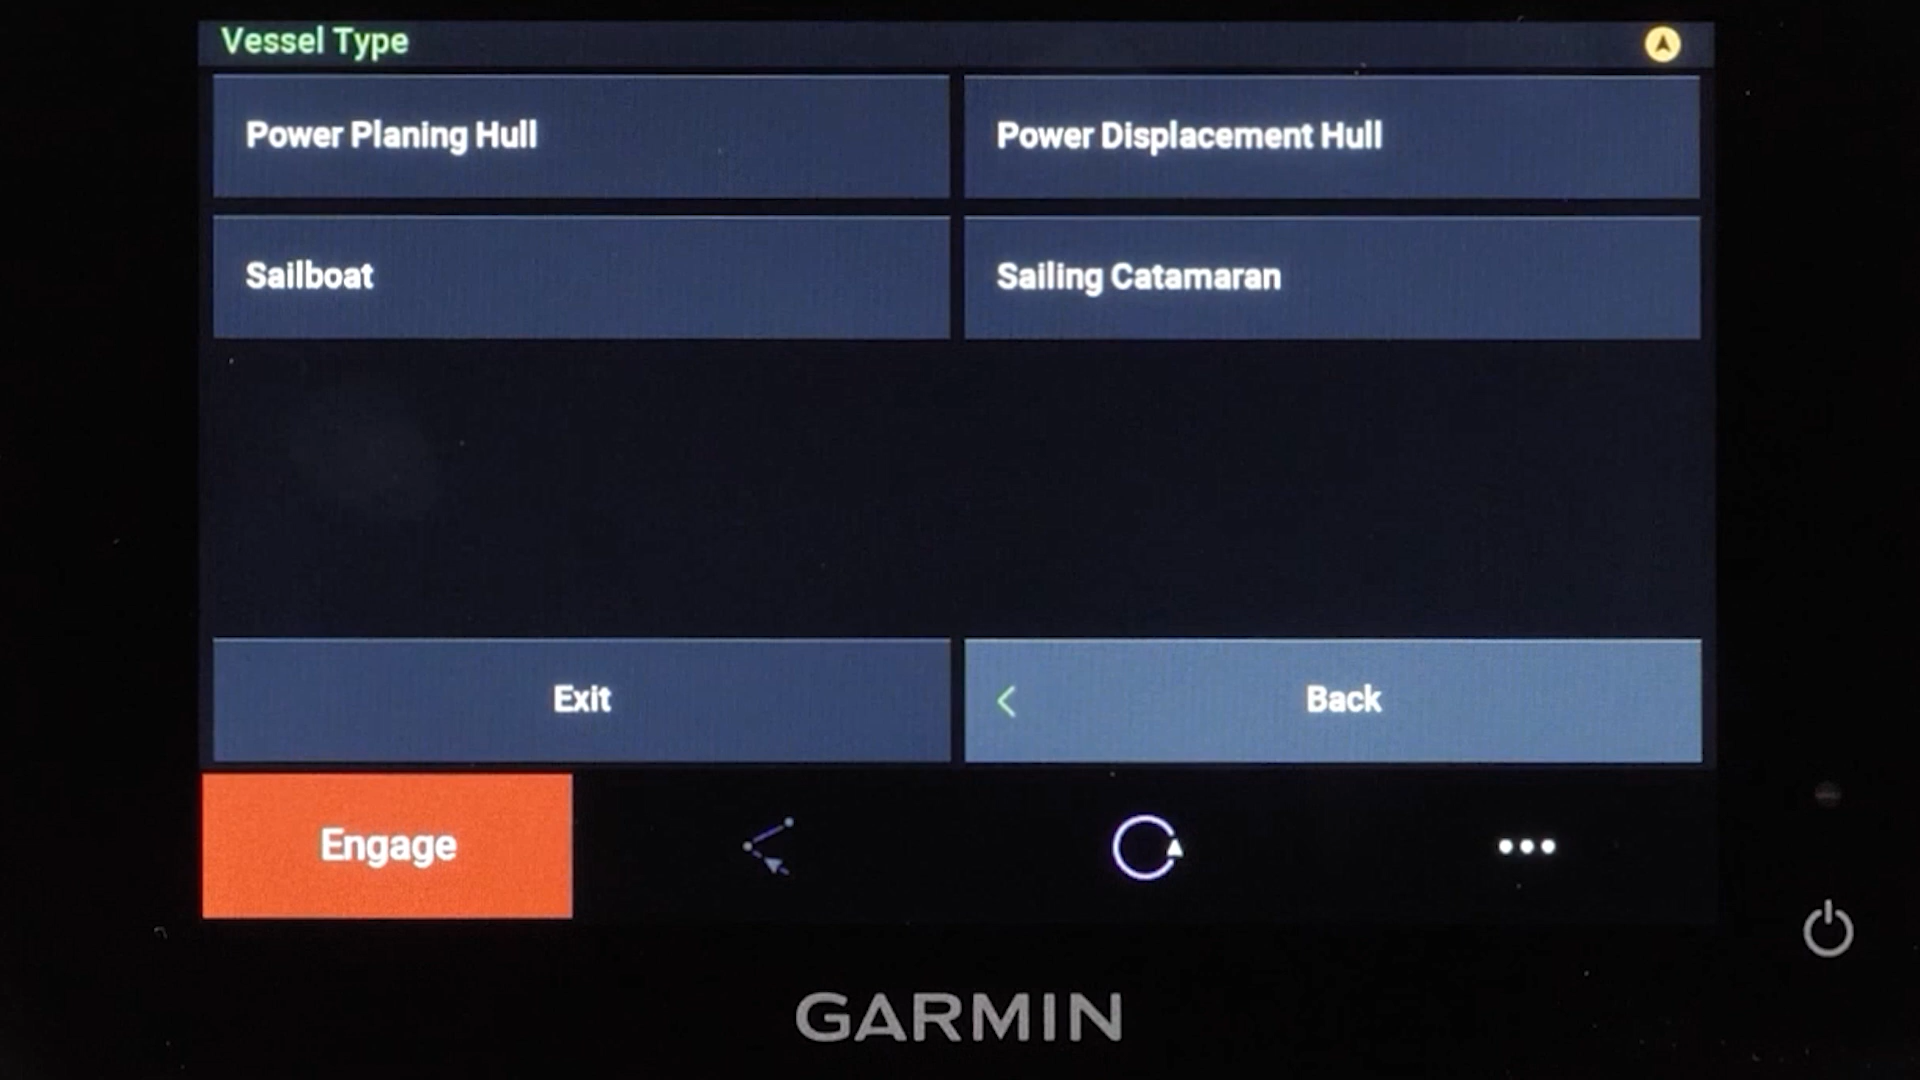 Vessel Type
Power Planing Hull
Power Displacement Hull
Sailboat
Sailing Catamaran
Exit
Back
Engage
GARMIN